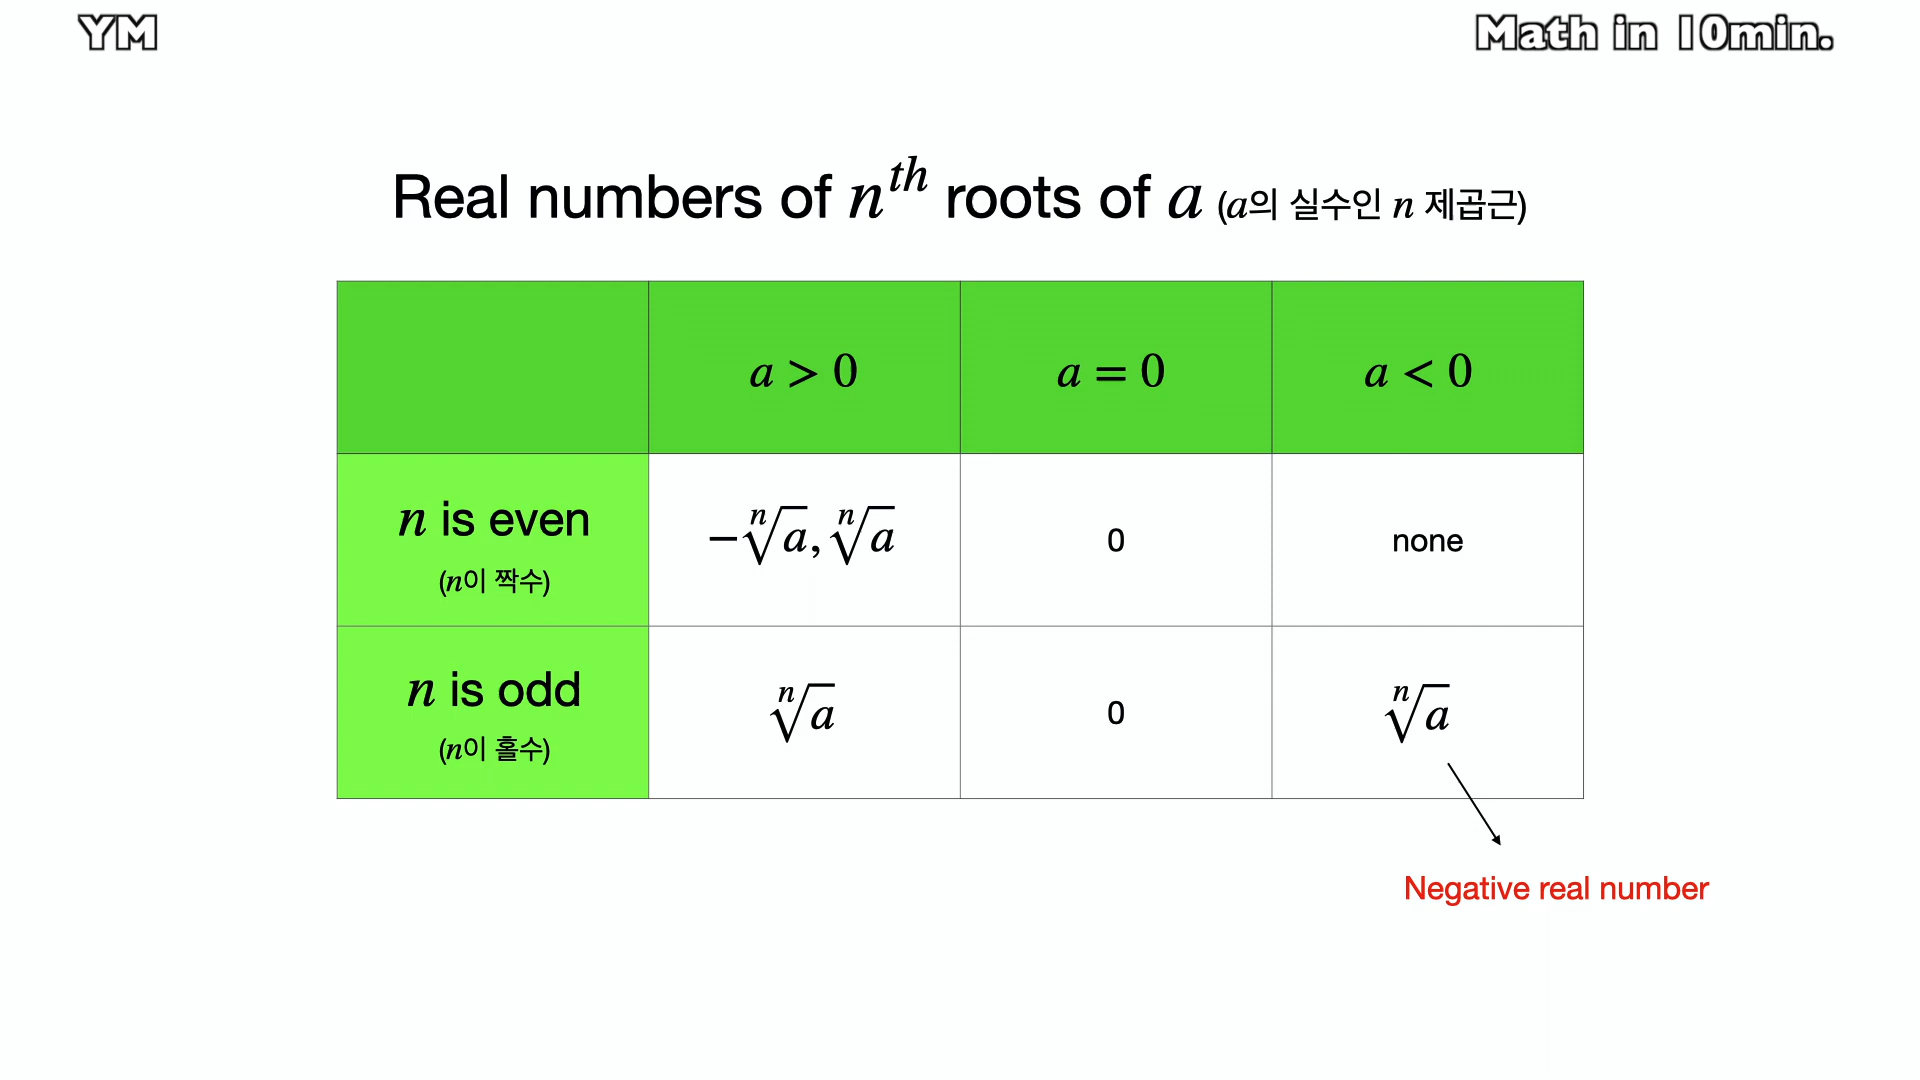 YM
Math in 10min.
Real numbers of n^th roots of a (a의 실수인 n 제곱근)
a > 0
a = 0
a < 0
n is even
(n이 짝수)
−ⁿ√a, ⁿ√a
0
none
n is odd
(n이 홀수)
ⁿ√a
0
ⁿ√a
Negative real number